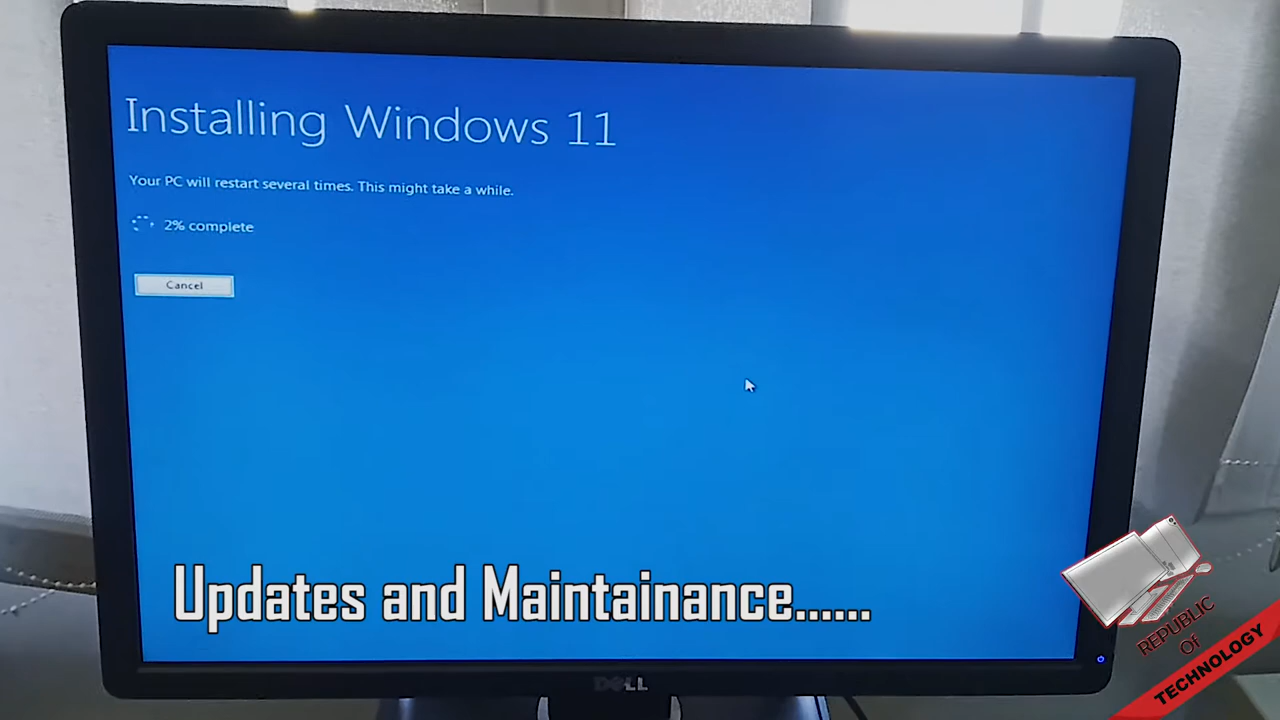 Installing Windows 11
Your PC will restart several times. This might take a while.
2% complete
Cancel
Updates and Maintainance......
DELL
REPUBLIC
Of
TECHNOLOGY